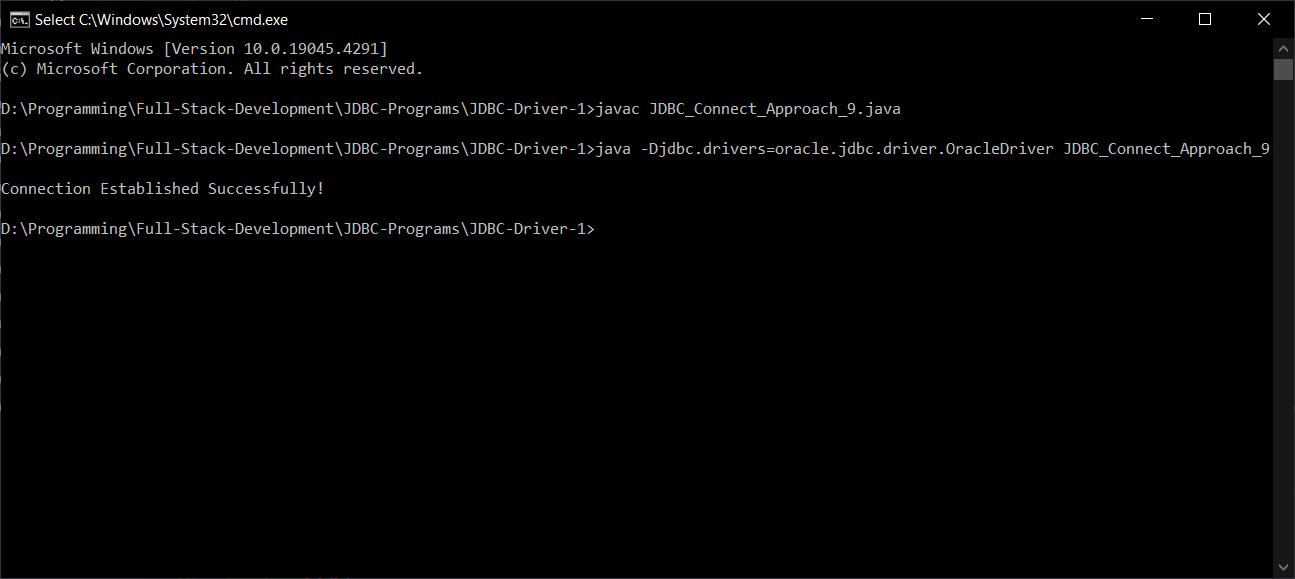 Select C:\Windows\System32\cmd.exe
Microsoft Windows [Version 10.0.19045.4291]
(c) Microsoft Corporation. All rights reserved.
D:\Programming\Full-Stack-Development\JDBC-Programs\JDBC-Driver-1>javac JDBC_Connect_Approach_9.java
D:\Programming\Full-Stack-Development\JDBC-Programs\JDBC-Driver-1>java -Djdbc.drivers=oracle.jdbc.driver.OracleDriver JDBC_Connect_Approach_9
Connection Established Successfully!
D:\Programming\Full-Stack-Development\JDBC-Programs\JDBC-Driver-1>